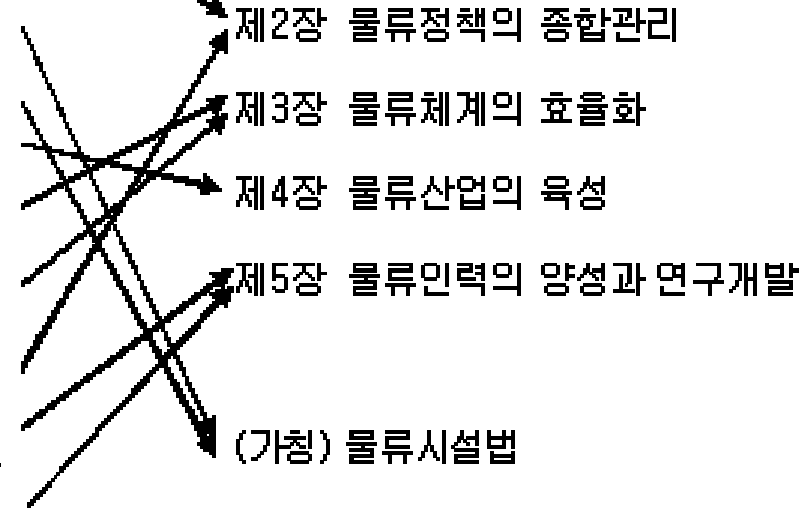 제2장 물류정책의 종합관리
제3장 물류체계의 효율화
제4장 물류산업의 육성
제5장 물류인력의 양성과 연구개발
(가칭) 물류시설법